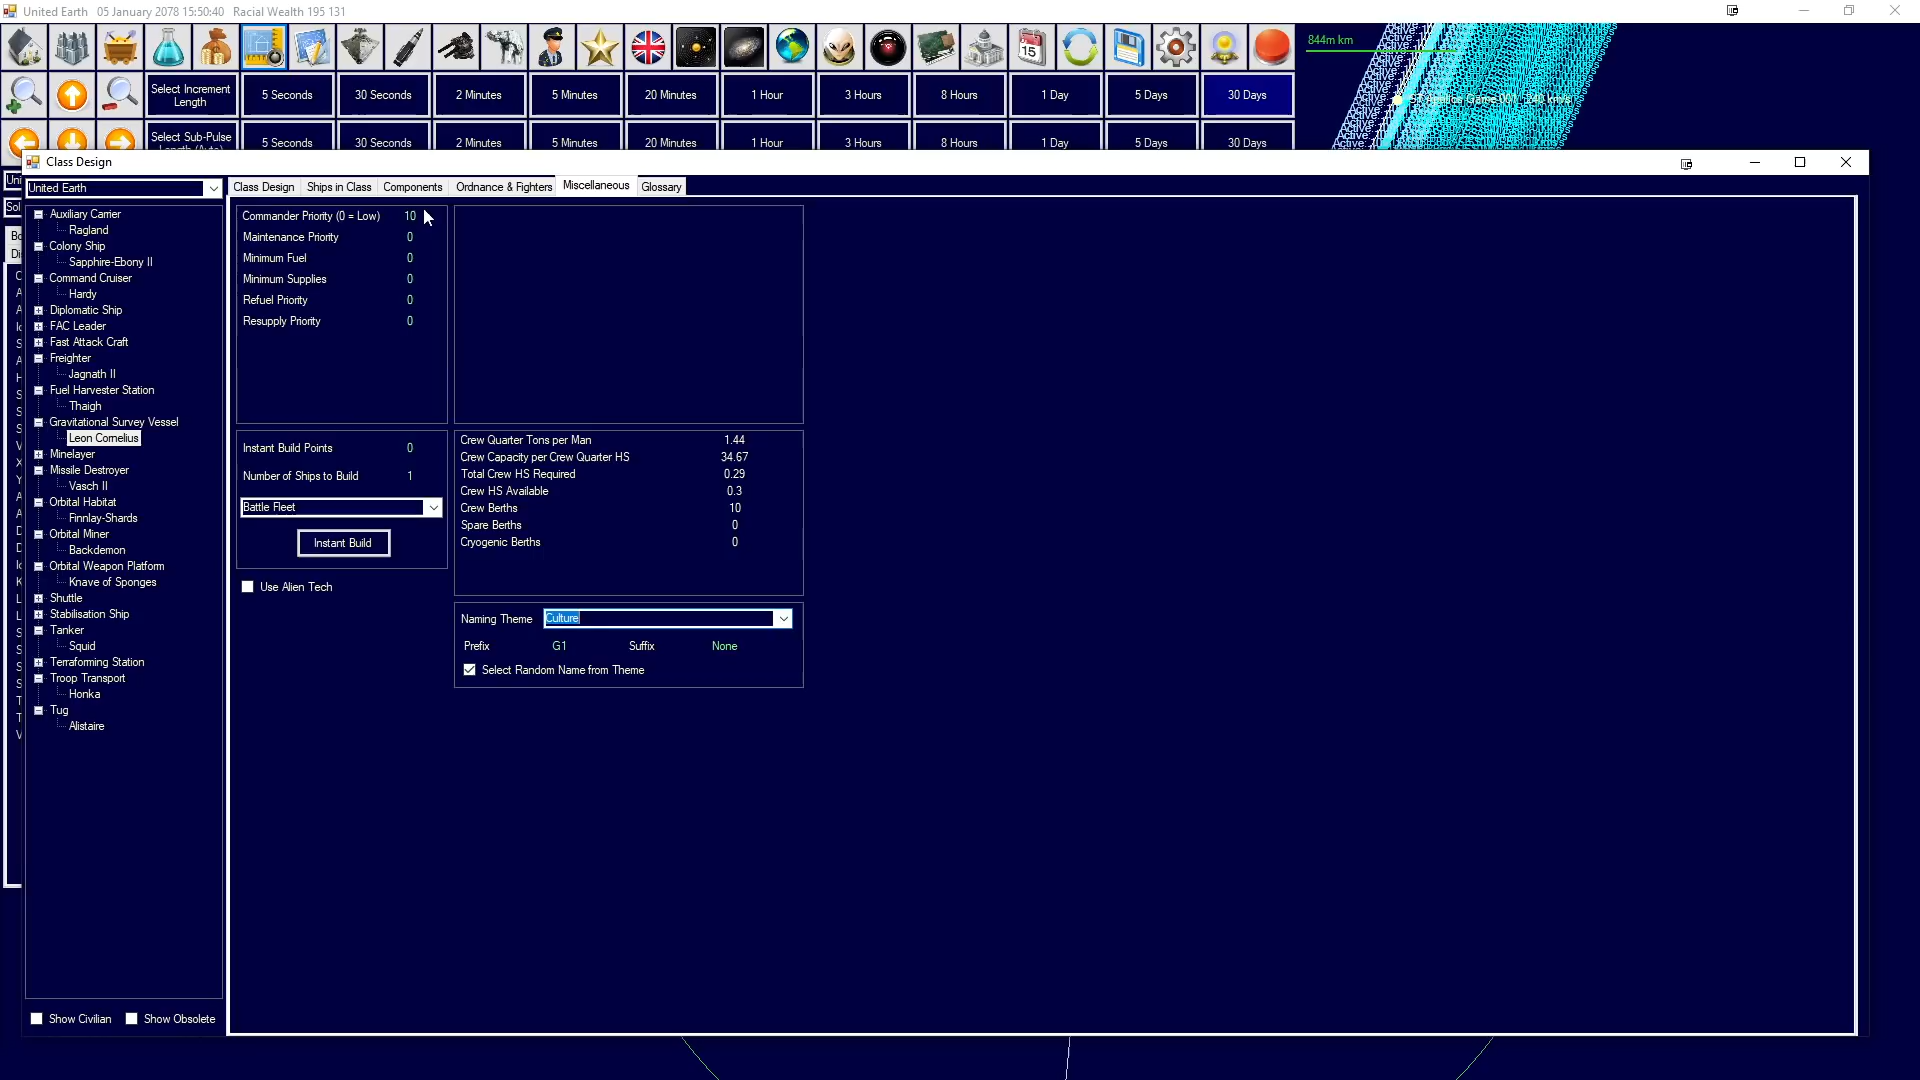 United Earth 05 January 2078 15:50:40 Racial Wealth 195 131
15
844m km
Select Increment Length 5 Seconds 30 Seconds 2 Minutes 5 Minutes 20 Minutes 1 Hour 3 Hours 8 Hours 1 Day 5 Days 30 Days
Select Sub-Pulse Length (Auto) 5 Seconds 30 Seconds 2 Minutes 5 Minutes 20 Minutes 1 Hour 3 Hours 8 Hours 1 Day 5 Days 30 Days
Class Design
United Earth
Class Design Ships in Class Components Ordnance & Fighters Miscellaneous Glossary
Auxiliary Carrier
Ragland
Colony Ship
Sapphire-Ebony II
Command Cruiser
Hardy
Diplomatic Ship
FAC Leader
Fast Attack Craft
Freighter
Jagnath II
Fuel Harvester Station
Thaigh
Gravitational Survey Vessel
Leon Cornelius
Minelayer
Missile Destroyer
Vasch II
Orbital Habitat
Finnlay-Shards
Orbital Miner
Backdemon
Orbital Weapon Platform
Knave of Sponges
Shuttle
Stabilisation Ship
Tanker
Squid
Terraforming Station
Troop Transport
Honka
Tug
Alistaire
Show Civilian Show Obsolete
Commander Priority (0 = Low) 10
Maintenance Priority 0
Minimum Fuel 0
Minimum Supplies 0
Refuel Priority 0
Resupply Priority 0
Instant Build Points 0
Number of Ships to Build 1
Battle Fleet
Instant Build
Use Alien Tech
Crew Quarter Tons per Man 1.44
Crew Capacity per Crew Quarter HS 34.67
Total Crew HS Required 0.29
Crew HS Available 0.3
Crew Berths 10
Spare Berths 0
Cryogenic Berths 0
Naming Theme Culture
Prefix G1 Suffix None
Select Random Name from Theme